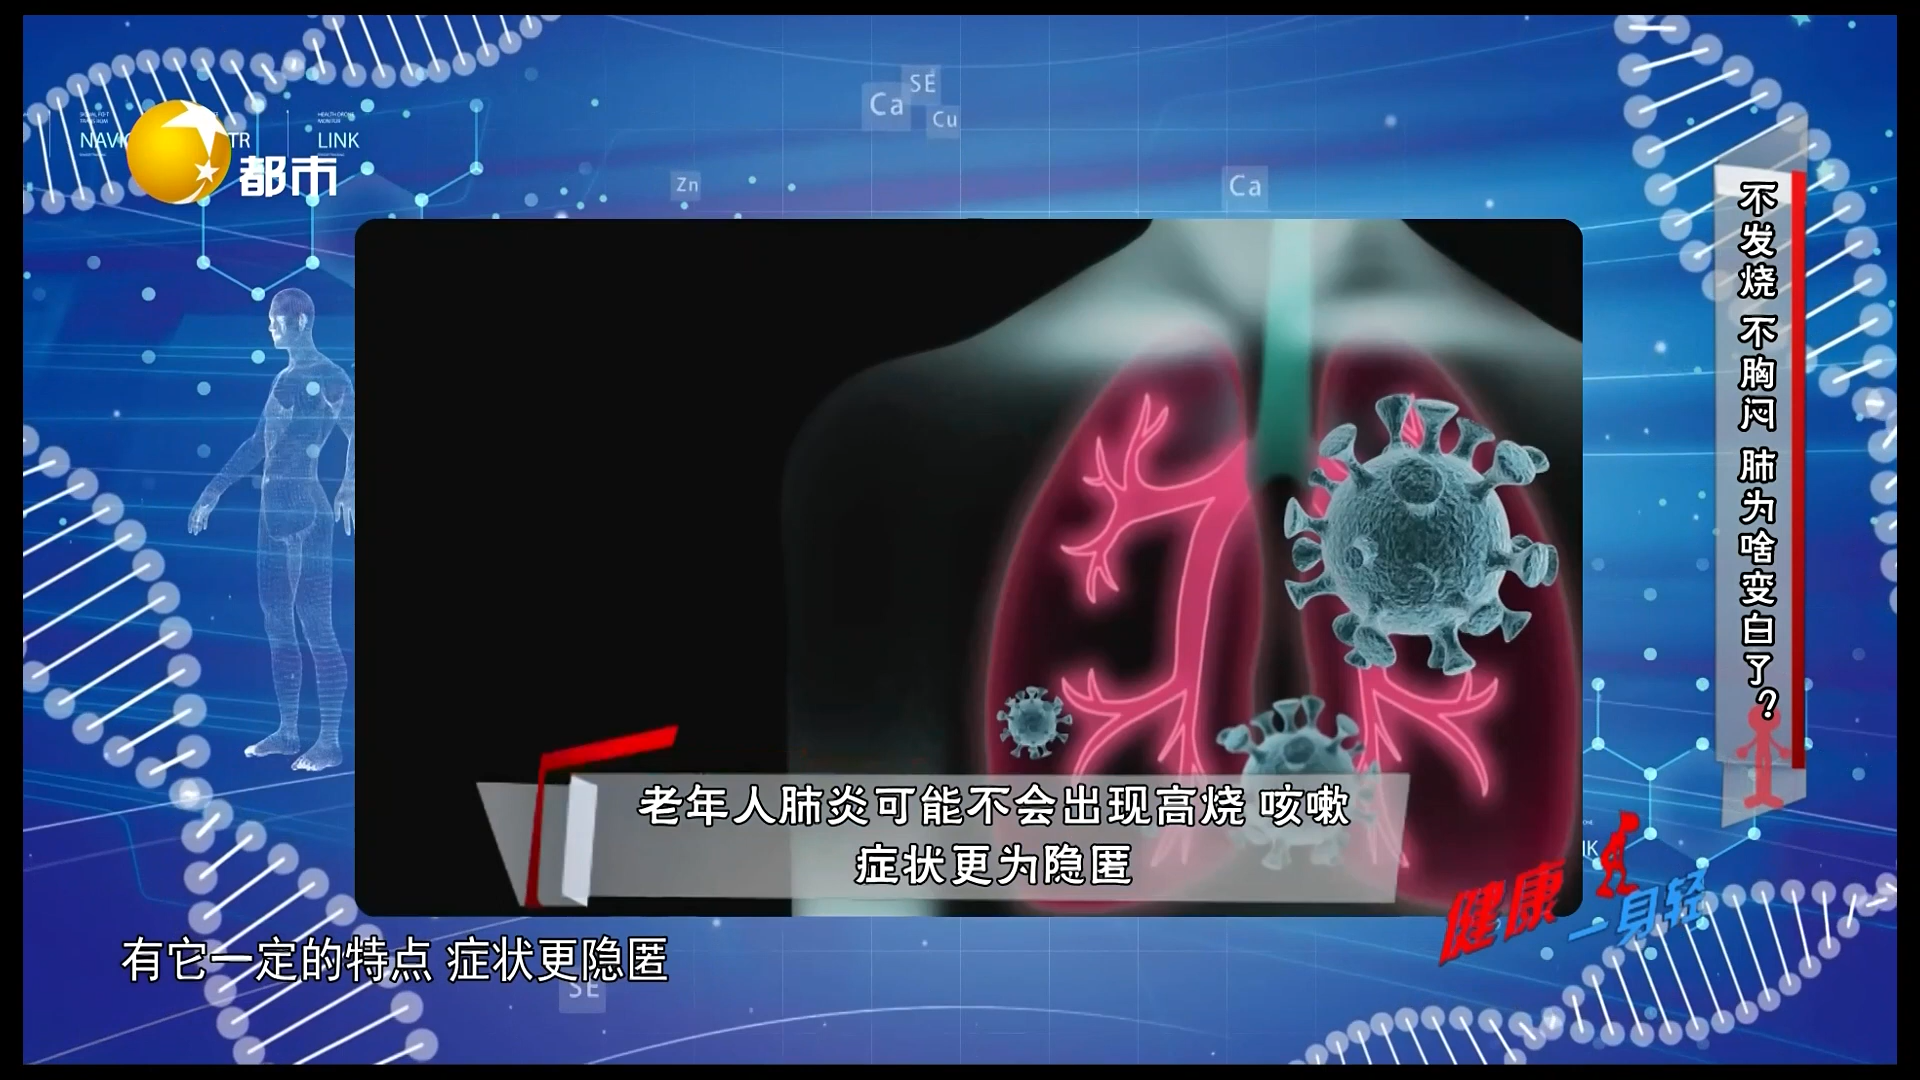 SE
Ca
Cu
LINK
都市
Zn
Ca
不发烧 不胸闷 肺为啥变白了?
老年人肺炎可能不会出现高烧 咳嗽
症状更为隐匿
健康一身轻
有它一定的特点 症状更隐匿
SE